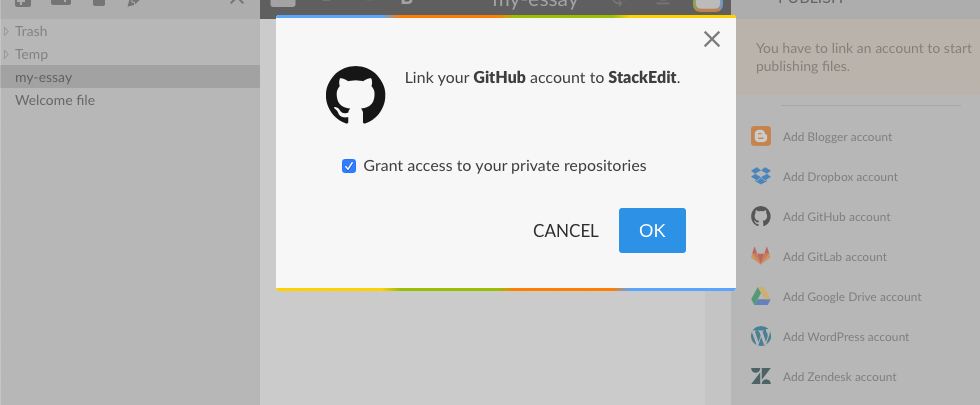 my-essay
PUBLISH
Trash
Temp
my-essay
Welcome file
Link your GitHub account to StackEdit.
Grant access to your private repositories
CANCEL
OK
You have to link an account to start
publishing files.
Add Blogger account
Add Dropbox account
Add GitHub account
Add GitLab account
Add Google Drive account
Add WordPress account
Add Zendesk account